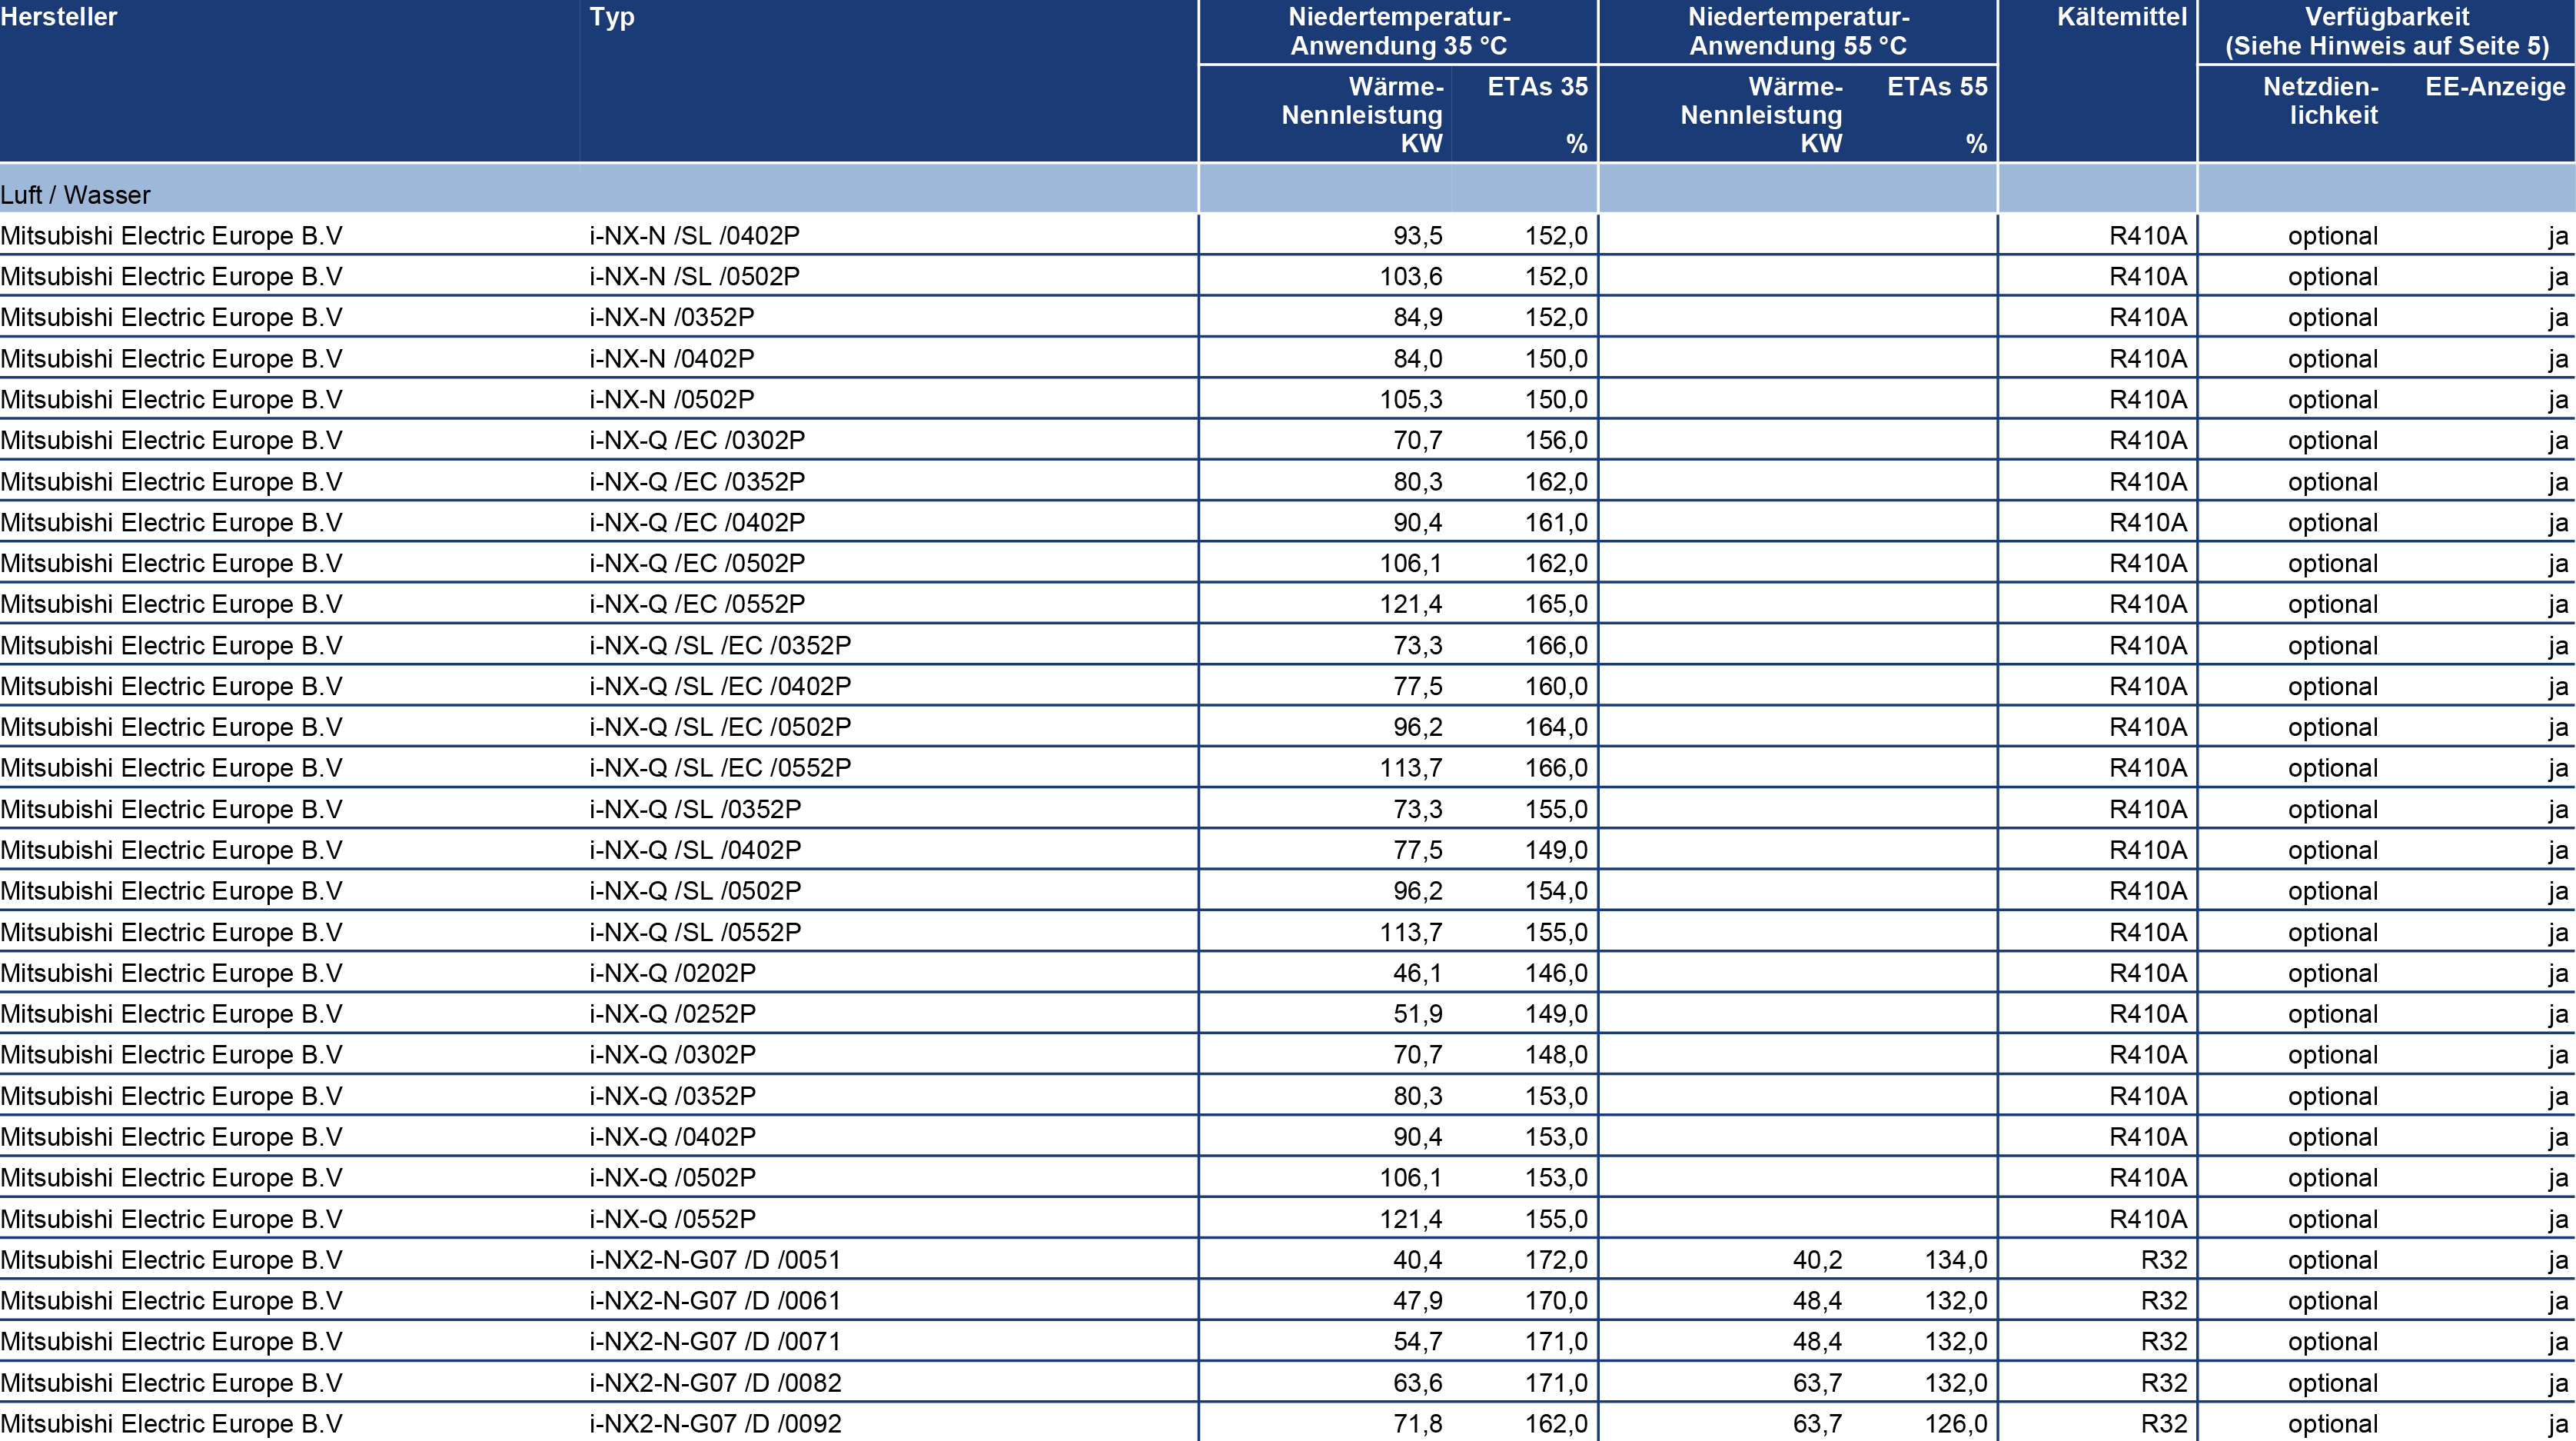 Hersteller Typ Niedertemperatur- Niedertemperatur- Kältemittel Verfügbarkeit
Anwendung 35 °C Anwendung 55 °C (Siehe Hinweis auf Seite 5)
Wärme- ETAs 35 Wärme- ETAs 55 Netzdien- EE-Anzeige
Nennleistung Nennleistung lichkeit
KW % KW %
Luft / Wasser
Mitsubishi Electric Europe B.V i-NX-N /SL /0402P 93,5 152,0 R410A optional ja
Mitsubishi Electric Europe B.V i-NX-N /SL /0502P 103,6 152,0 R410A optional ja
Mitsubishi Electric Europe B.V i-NX-N /0352P 84,9 152,0 R410A optional ja
Mitsubishi Electric Europe B.V i-NX-N /0402P 84,0 150,0 R410A optional ja
Mitsubishi Electric Europe B.V i-NX-N /0502P 105,3 150,0 R410A optional ja
Mitsubishi Electric Europe B.V i-NX-Q /EC /0302P 70,7 156,0 R410A optional ja
Mitsubishi Electric Europe B.V i-NX-Q /EC /0352P 80,3 162,0 R410A optional ja
Mitsubishi Electric Europe B.V i-NX-Q /EC /0402P 90,4 161,0 R410A optional ja
Mitsubishi Electric Europe B.V i-NX-Q /EC /0502P 106,1 162,0 R410A optional ja
Mitsubishi Electric Europe B.V i-NX-Q /EC /0552P 121,4 165,0 R410A optional ja
Mitsubishi Electric Europe B.V i-NX-Q /SL /EC /0352P 73,3 166,0 R410A optional ja
Mitsubishi Electric Europe B.V i-NX-Q /SL /EC /0402P 77,5 160,0 R410A optional ja
Mitsubishi Electric Europe B.V i-NX-Q /SL /EC /0502P 96,2 164,0 R410A optional ja
Mitsubishi Electric Europe B.V i-NX-Q /SL /EC /0552P 113,7 166,0 R410A optional ja
Mitsubishi Electric Europe B.V i-NX-Q /SL /0352P 73,3 155,0 R410A optional ja
Mitsubishi Electric Europe B.V i-NX-Q /SL /0402P 77,5 149,0 R410A optional ja
Mitsubishi Electric Europe B.V i-NX-Q /SL /0502P 96,2 154,0 R410A optional ja
Mitsubishi Electric Europe B.V i-NX-Q /SL /0552P 113,7 155,0 R410A optional ja
Mitsubishi Electric Europe B.V i-NX-Q /0202P 46,1 146,0 R410A optional ja
Mitsubishi Electric Europe B.V i-NX-Q /0252P 51,9 149,0 R410A optional ja
Mitsubishi Electric Europe B.V i-NX-Q /0302P 70,7 148,0 R410A optional ja
Mitsubishi Electric Europe B.V i-NX-Q /0352P 80,3 153,0 R410A optional ja
Mitsubishi Electric Europe B.V i-NX-Q /0402P 90,4 153,0 R410A optional ja
Mitsubishi Electric Europe B.V i-NX-Q /0502P 106,1 153,0 R410A optional ja
Mitsubishi Electric Europe B.V i-NX-Q /0552P 121,4 155,0 R410A optional ja
Mitsubishi Electric Europe B.V i-NX2-N-G07 /D /0051 40,4 172,0 40,2 134,0 R32 optional ja
Mitsubishi Electric Europe B.V i-NX2-N-G07 /D /0061 47,9 170,0 48,4 132,0 R32 optional ja
Mitsubishi Electric Europe B.V i-NX2-N-G07 /D /0071 54,7 171,0 48,4 132,0 R32 optional ja
Mitsubishi Electric Europe B.V i-NX2-N-G07 /D /0082 63,6 171,0 63,7 132,0 R32 optional ja
Mitsubishi Electric Europe B.V i-NX2-N-G07 /D /0092 71,8 162,0 63,7 126,0 R32 optional ja